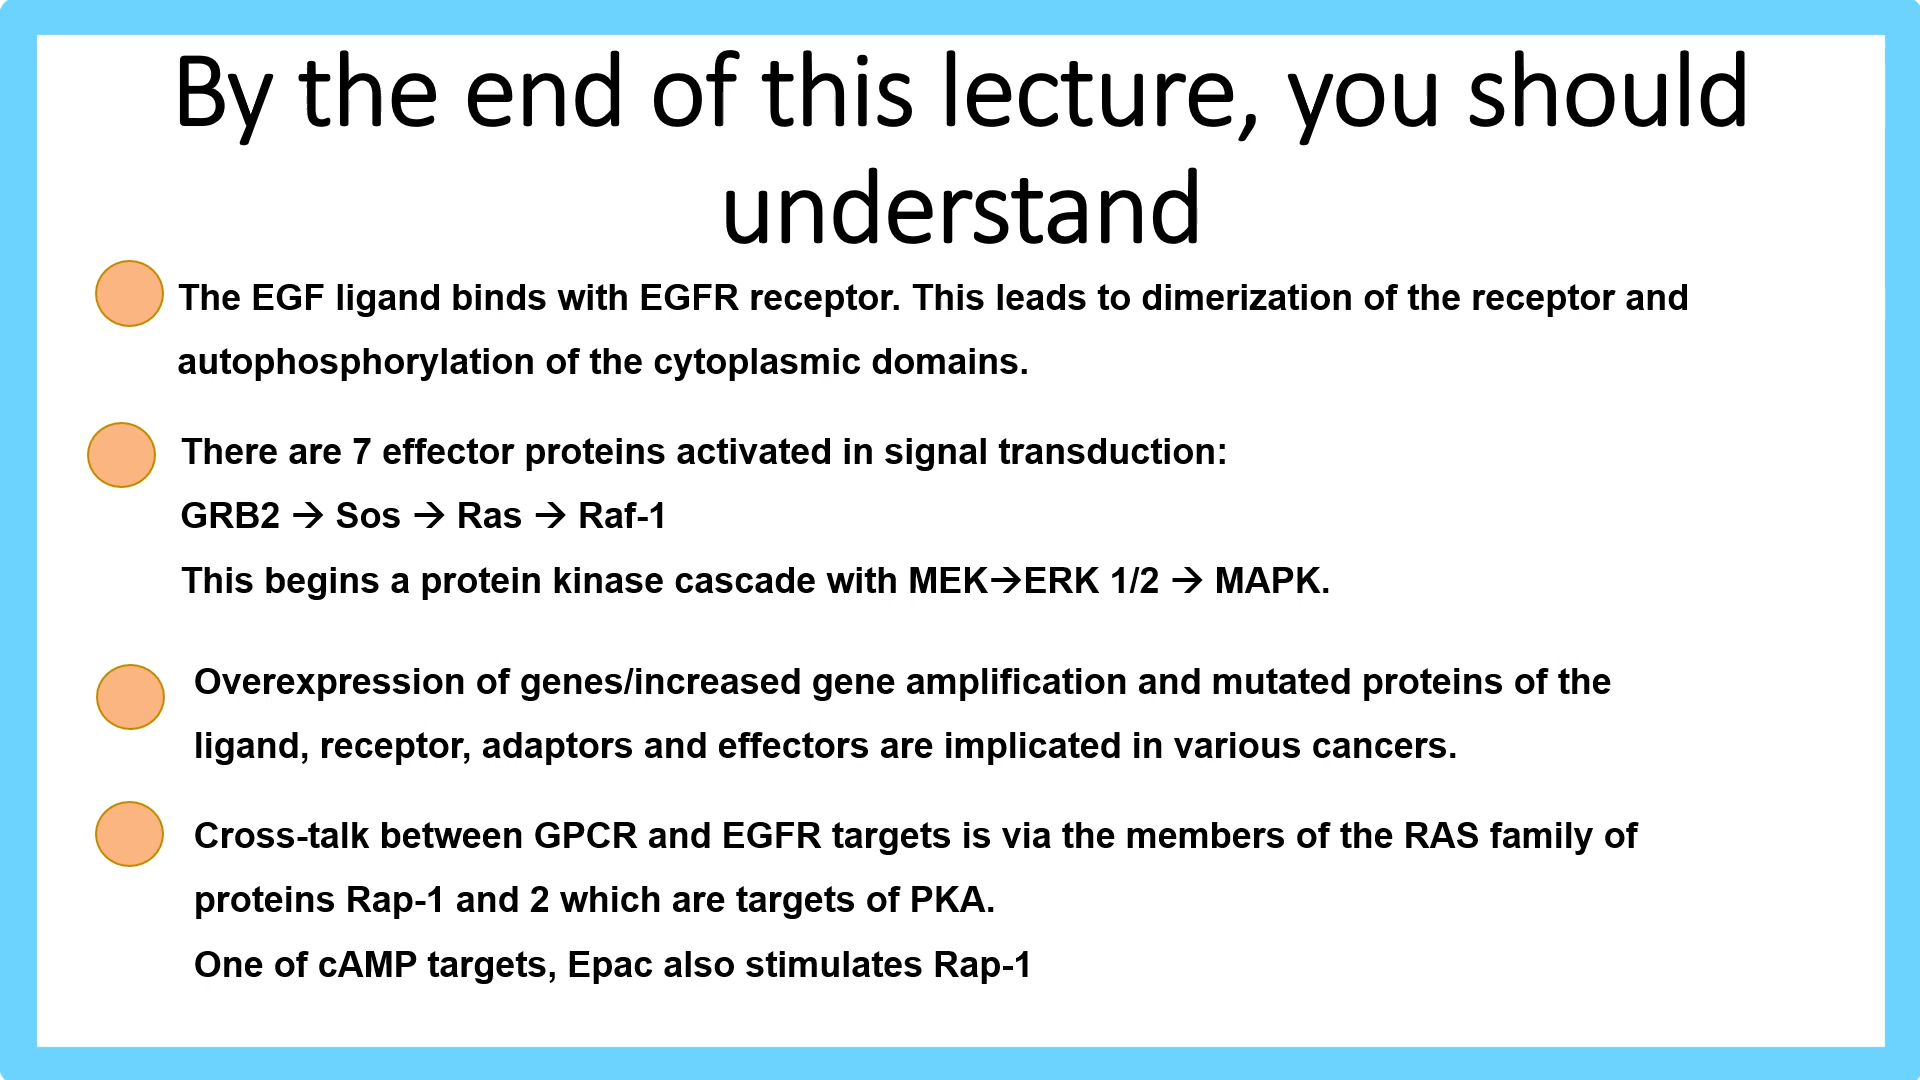 By the end of this lecture, you should
understand
The EGF ligand binds with EGFR receptor. This leads to dimerization of the receptor and
autophosphorylation of the cytoplasmic domains.
There are 7 effector proteins activated in signal transduction:
GRB2 → Sos → Ras → Raf-1
This begins a protein kinase cascade with MEK→ERK 1/2 → MAPK.
Overexpression of genes/increased gene amplification and mutated proteins of the
ligand, receptor, adaptors and effectors are implicated in various cancers.
Cross-talk between GPCR and EGFR targets is via the members of the RAS family of
proteins Rap-1 and 2 which are targets of PKA.
One of cAMP targets, Epac also stimulates Rap-1